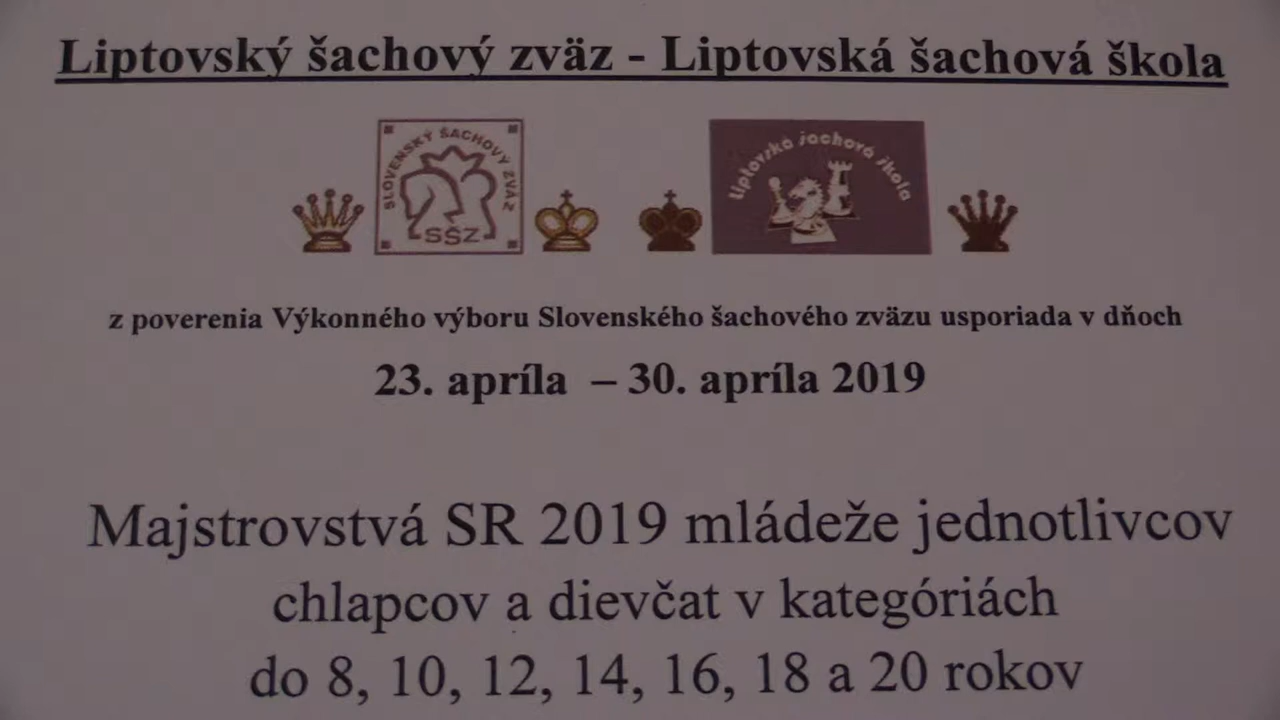 Liptovský šachový zväz - Liptovská šachová škola
SLOVENSKÝ ŠACHOVÝ ZVÄZ
SŠZ
Liptovská šachová škola
z poverenia Výkonného výboru Slovenského šachového zväzu usporiada v dňoch
23. apríla – 30. apríla 2019
Majstrovstvá SR 2019 mládeže jednotlivcov
chlapcov a dievčat v kategóriách
do 8, 10, 12, 14, 16, 18 a 20 rokov